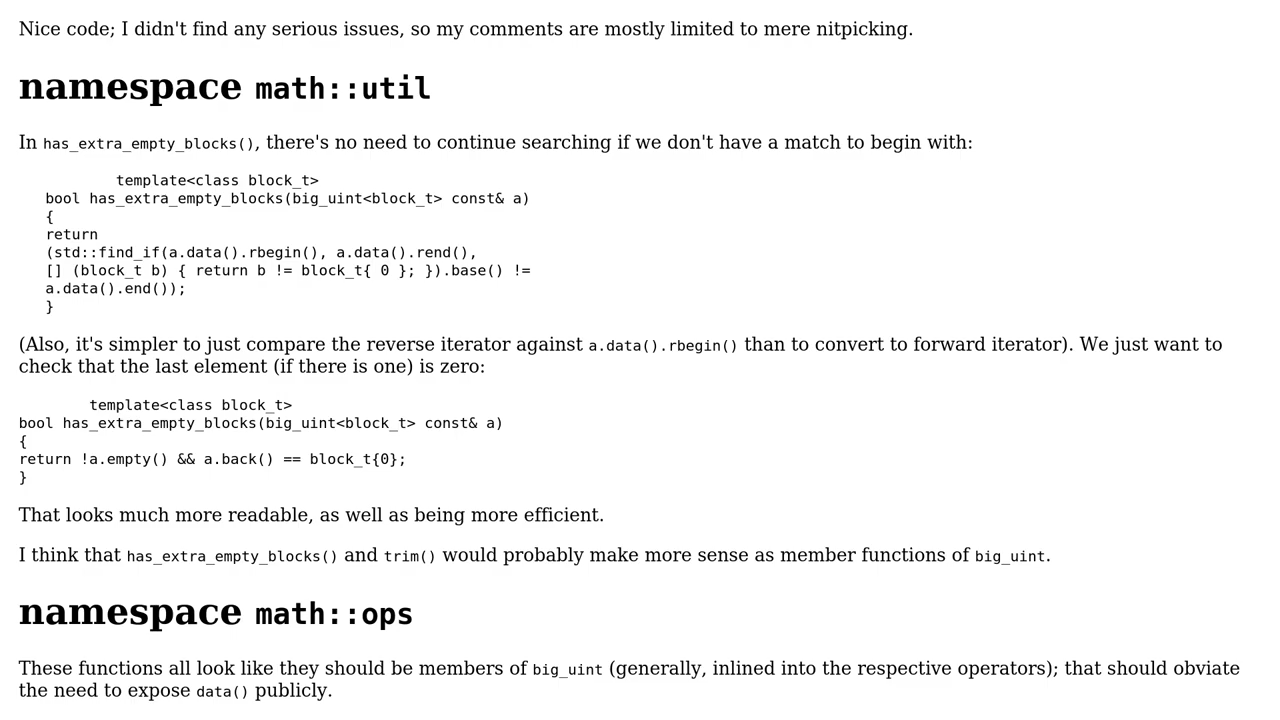 Nice code; I didn't find any serious issues, so my comments are mostly limited to mere nitpicking.
namespace math::util
In has_extra_empty_blocks(), there's no need to continue searching if we don't have a match to begin with:
template<class block_t>
bool has_extra_empty_blocks(big_uint<block_t> const& a)
{
return
(std::find_if(a.data().rbegin(), a.data().rend(),
[] (block_t b) { return b != block_t{ 0 }; }).base() !=
a.data().end());
}
(Also, it's simpler to just compare the reverse iterator against a.data().rbegin() than to convert to forward iterator). We just want to
check that the last element (if there is one) is zero:
template<class block_t>
bool has_extra_empty_blocks(big_uint<block_t> const& a)
{
return !a.empty() && a.back() == block_t{0};
}
That looks much more readable, as well as being more efficient.
I think that has_extra_empty_blocks() and trim() would probably make more sense as member functions of big_uint.
namespace math::ops
These functions all look like they should be members of big_uint (generally, inlined into the respective operators); that should obviate
the need to expose data() publicly.